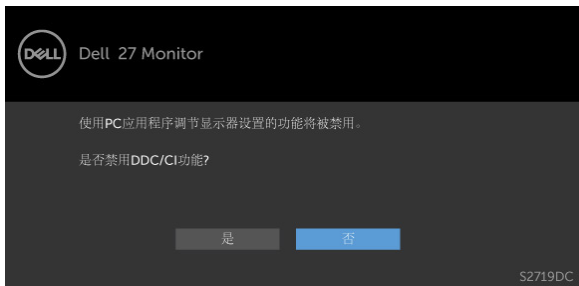 DELL
Dell 27 Monitor
使用PC应用程序调节显示器设置的功能将被禁用。
是否禁用DDC/CI功能?
是
否
S2719DC